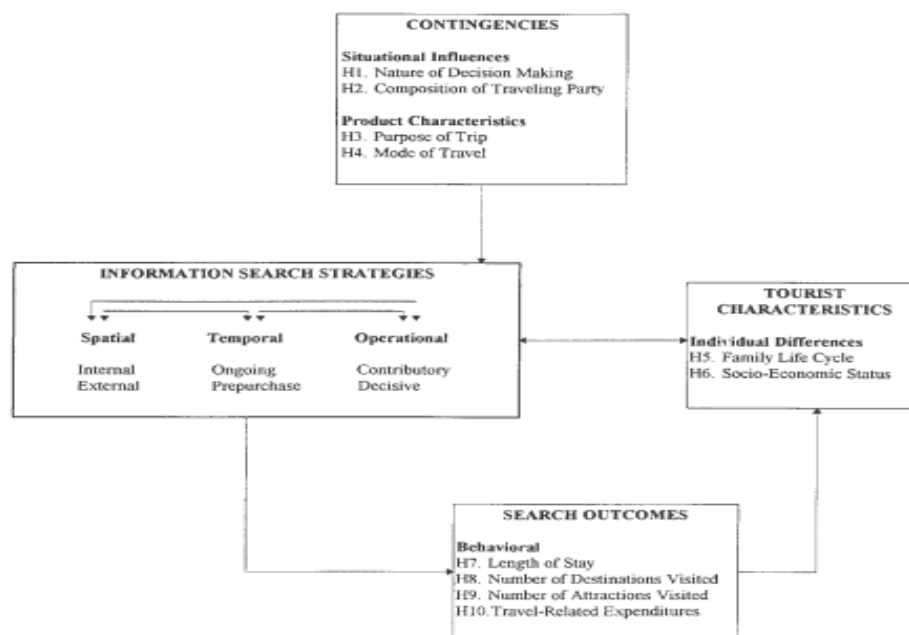 CONTINGENCIES
Situational Influences
H1. Nature of Decision Making
H2. Composition of Traveling Party
Product Characteristics
H3. Purpose of Trip
H4. Mode of Travel
INFORMATION SEARCH STRATEGIES
Spatial Temporal Operational
Internal Ongoing Contributory
External Prepurchase Decisive
TOURIST
CHARACTERISTICS
Individual Differences
H5. Family Life Cycle
H6. Socio-Economic Status
SEARCH OUTCOMES
Behavioral
H7. Length of Stay
H8. Number of Destinations Visited
H9. Number of Attractions Visited
H10. Travel-Related Expenditures